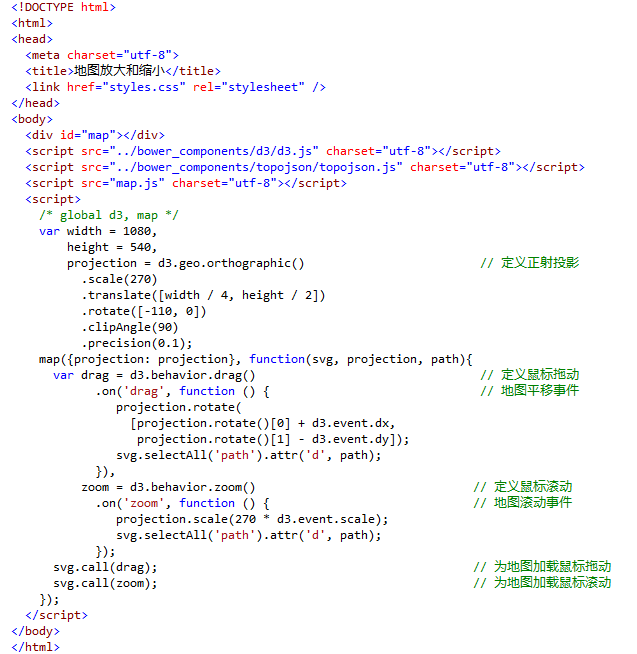 <!DOCTYPE html>
<html>
<head>
  <meta charset="utf-8">
  <title>地图放大和缩小</title>
  <link href="styles.css" rel="stylesheet" />
</head>
<body>
  <div id="map"></div>
  <script src="../bower_components/d3/d3.js" charset="utf-8"></script>
  <script src="../bower_components/topojson/topojson.js" charset="utf-8"></script>
  <script src="map.js" charset="utf-8"></script>
  <script>
    /* global d3, map */
    var width = 1080,
        height = 540,
        projection = d3.geo.orthographic()                         // 定义正射投影
          .scale(270)
          .translate([width / 4, height / 2])
          .rotate([-110, 0])
          .clipAngle(90)
          .precision(0.1);
    map({projection: projection}, function(svg, projection, path){
      var drag = d3.behavior.drag()                                // 定义鼠标拖动
            .on('drag', function () {                              // 地图平移事件
               projection.rotate(
                 [projection.rotate()[0] + d3.event.dx,
                  projection.rotate()[1] - d3.event.dy]);
               svg.selectAll('path').attr('d', path);
            }),
          zoom = d3.behavior.zoom()                               // 定义鼠标滚动
            .on('zoom', function () {                             // 地图滚动事件
               projection.scale(270 * d3.event.scale);
               svg.selectAll('path').attr('d', path);
            });
      svg.call(drag);                                             // 为地图加载鼠标拖动
      svg.call(zoom);                                             // 为地图加载鼠标滚动
    });
  </script>
</body>
</html>